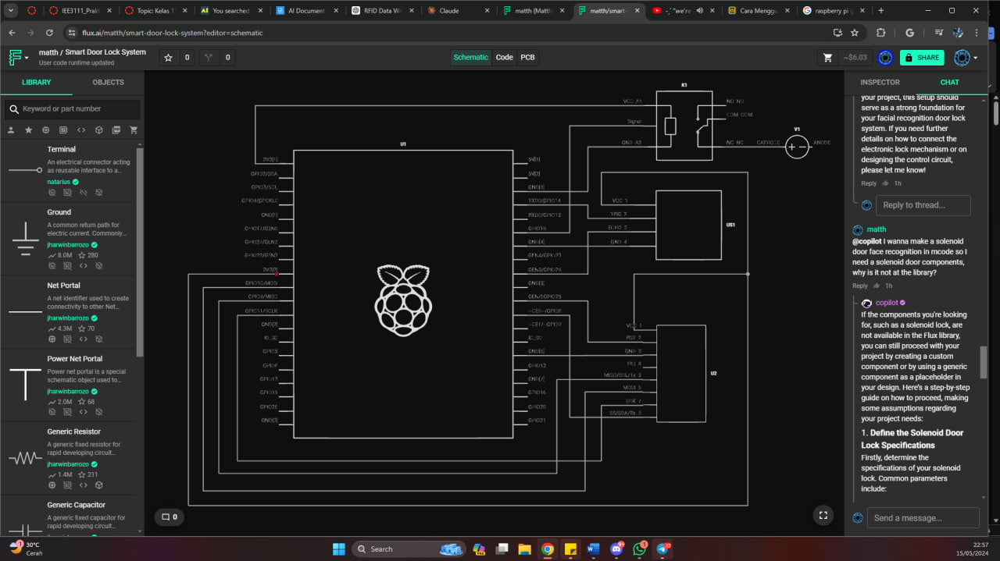 IEE3111_Prakt
Topic: Kelas 1
You searched
AI Document
RFID Data We
Claude
matth (Matth)
matth/smart-
"we're
Cara Menggu
raspberry pi g
flux.ai/matth/smart-door-lock-system?editor=schematic
matth / Smart Door Lock System
User code runtime updated
0
0
Schematic
Code
PCB
~$6.03
SHARE
LIBRARY
OBJECTS
Keyword or part number
Terminal
An electrical connector acting
as reusable interface to a...
natarius
Ground
A common return path for
electric current. Commonly...
jharwinbarrozo
8.0M
280
Net Portal
A net identifier used to create
connectivity to other Net...
jharwinbarrozo
4.3M
70
Power Net Portal
Power net portal is a special
schematic object used to...
jharwinbarrozo
2.0M
68
Generic Resistor
A generic fixed resistor for
rapid developing circuit...
jharwinbarrozo
1.4M
211
Generic Capacitor
A generic fixed capacitor for
rapid developing circuit...
U1
3V3[1]
GPIO2/SDA
GPIO3/SCL
GPIO4/GPCKLO
GND[1]
GPIO17/GEN0
GPIO27/GEN2
GPIO22/GEN3
3V3[2]
GPIO10/MOSI
GPIO9/MISO
GPIO11/SCLK
GND[2]
ID_SD
GPIO5
GPIO6
GPIO13
GPIO19
GPIO26
GND[3]
5V[1]
5V[2]
GND[8]
TXD0/GPIO14
RXD0/GPIO15
GPIO18
GND[4]
GEN4/GPIO23
GEN5/GPIO24
GND[5]
GEN/6GPIO25
~CE0~/GPIO8
~CE1~/GPIO7
ID_SC
GND[6]
GPIO12
GND[7]
GPIO16
GPIO20
GPIO21
K1
VCC A1
Signal
GND A2
NO NO
COM COM
NC NC
V1
CATHODE
ANODE
VCC 1
TRIG 2
ECHO 3
GND 4
US1
VCC 1
RST 2
GND 3
IRQ 4
MISO/SCL/Tx 5
MOSI 6
SCK 7
SS/SDA/Rx 8
U2
0
INSPECTOR
CHAT
your project, this setup should
serve as a strong foundation for
your facial recognition door lock
system. If you need further
details on how to connect the
electronic lock mechanism or on
designing the control circuit,
please let me know!
Reply
1h
Reply to thread...
matth
@copilot I wanna make a solenoid
door face recognition in mcode so I
need a solenoid door components,
why is it not at the library?
Reply
1h
copilot
If the components you're looking
for, such as a solenoid lock, are
not available in the Flux library,
you can still proceed with your
project by creating a custom
component or by using a generic
component as a placeholder in
your design. Here's a step-by-step
guide on how to proceed, making
some assumptions regarding
your project needs:
1. Define the Solenoid Door
Lock Specifications
Firstly, determine the
specifications of your solenoid
lock. Common parameters
include:
Send a message...
30°C
Cerah
Search
22:57
15/05/2024